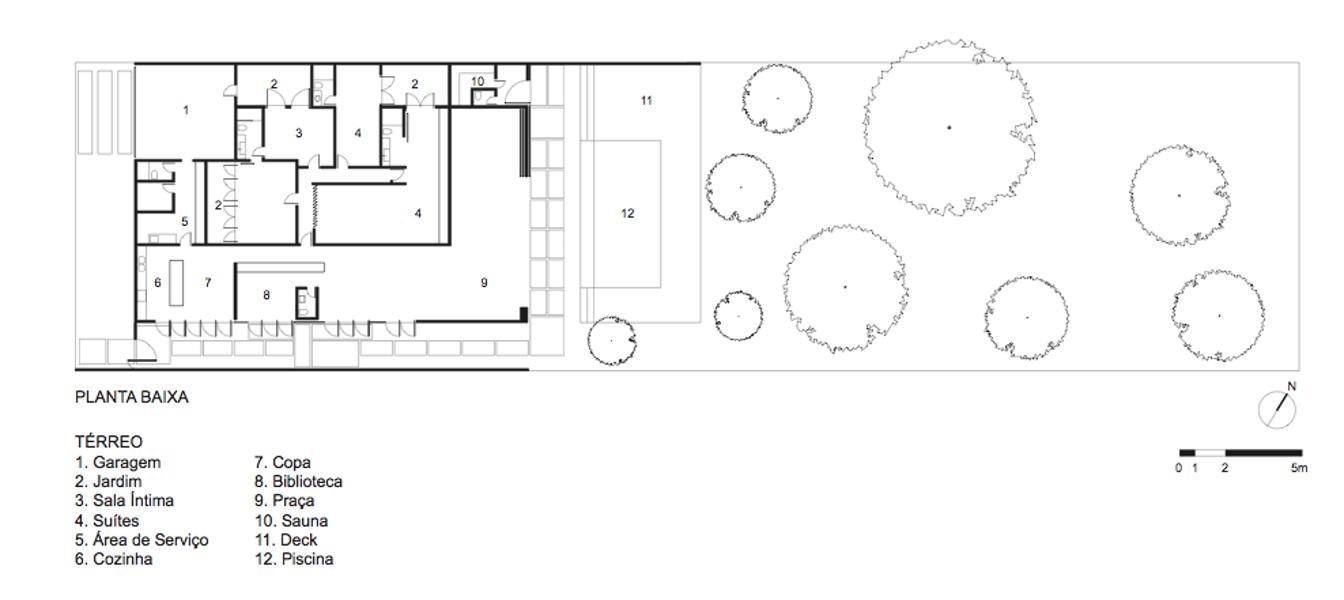 2
2
10
11
1
3
4
2
5
4
12
6
7
8
9
PLANTA BAIXA
N
TÉRREO
1. Garagem
2. Jardim
3. Sala Íntima
4. Suítes
5. Área de Serviço
6. Cozinha
7. Copa
8. Biblioteca
9. Praça
10. Sauna
11. Deck
12. Piscina
0 1 2 5m